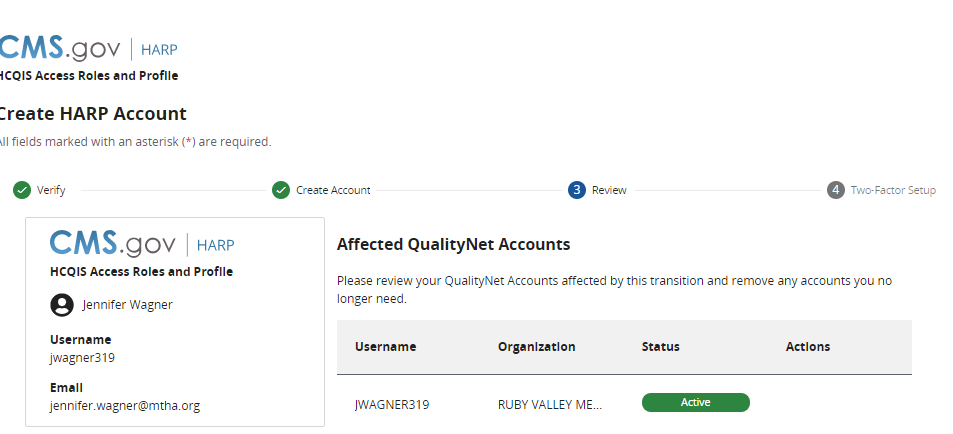 CMS.gov | HARP
HCQIS Access Roles and Profile
Create HARP Account
All fields marked with an asterisk (*) are required.
Verify Create Account 3 Review 4 Two-Factor Setup
CMS.gov | HARP
HCQIS Access Roles and Profile
Jennifer Wagner
Username
jwagner319
Email
jennifer.wagner@mtha.org
Affected QualityNet Accounts
Please review your QualityNet Accounts affected by this transition and remove any accounts you no
longer need.
Username Organization Status Actions
JWAGNER319 RUBY VALLEY ME... Active